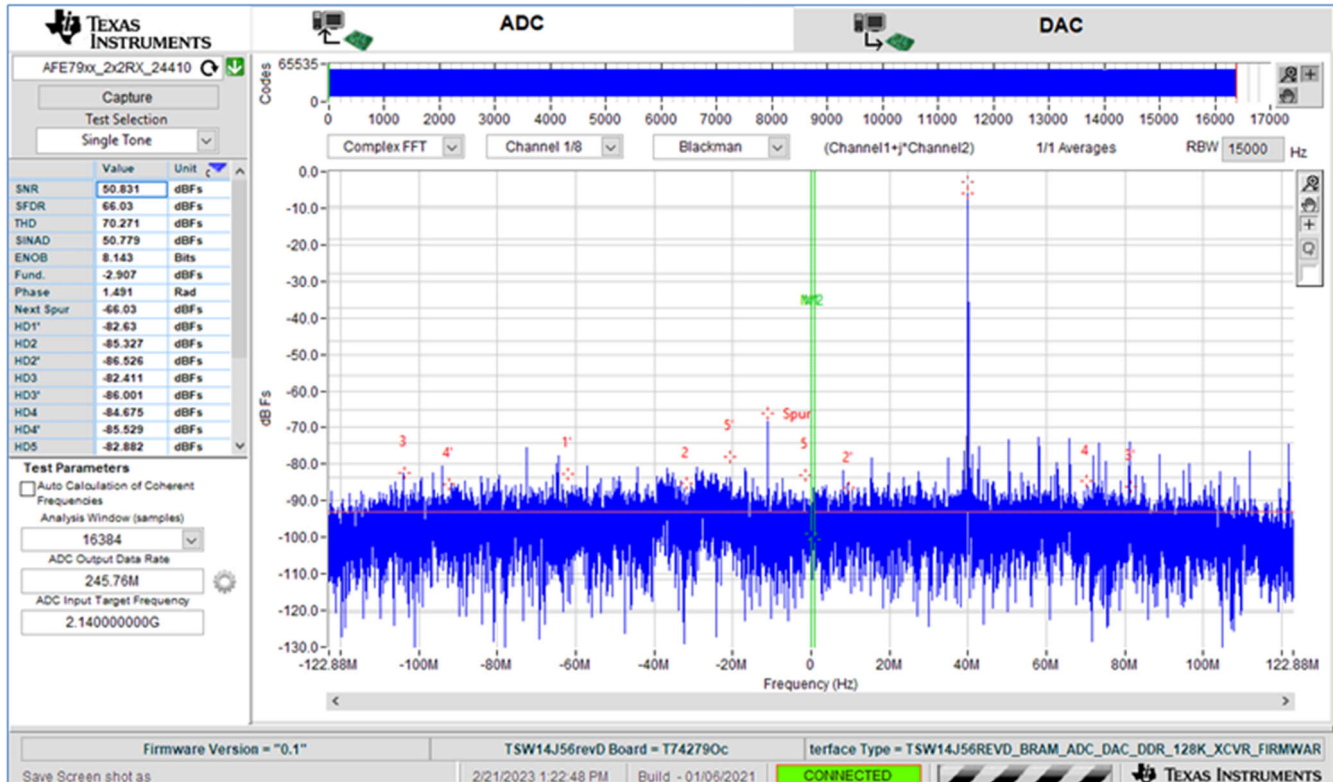 TEXAS INSTRUMENTS
ADC
DAC
AFE79xx_2x2RX_24410
Capture
Test Selection
Single Tone
Value Unit
SNR 50.831 dBFs
SFDR 66.03 dBFs
THD 70.271 dBFs
SINAD 50.779 dBFs
ENOB 8.143 Bits
Fund. -2.907 dBFs
Phase 1.491 Rad
Next Spur -66.03 dBFs
HD1' -82.63 dBFs
HD2 -85.327 dBFs
HD2' -86.526 dBFs
HD3 -82.411 dBFs
HD3' -86.001 dBFs
HD4 -84.675 dBFs
HD4' -85.529 dBFs
HD5 -82.882 dBFs
Test Parameters
Auto Calculation of Coherent
Frequencies
Analysis Window (samples)
16384
ADC Output Data Rate
245.76M
ADC Input Target Frequency
2.140000000G
Codes
65535
0
0 1000 2000 3000 4000 5000 6000 7000 8000 9000 10000 11000 12000 13000 14000 15000 16000 17000
Complex FFT Channel 1/8 Blackman (Channel1+j*Channel2) 1/1 Averages RBW 15000 Hz
dB Fs
0.0
-10.0
-20.0
-30.0
-40.0
-50.0
-60.0
-70.0
-80.0
-90.0
-100.0
-110.0
-120.0
-130.0
3 4' 1' 2 5' Spur 5 2' 4 3'
-122.88M -100M -80M -60M -40M -20M 0 20M 40M 60M 80M 100M 122.88M
Frequency (Hz)
Firmware Version = "0.1" TSW14J56revD Board = T74279Oc terface Type = TSW14J56REVD_BRAM_ADC_DAC_DDR_128K_XCVR_FIRMWAR
Save Screen shot as 2/21/2023 1:22:48 PM Build - 01/06/2021 CONNECTED TEXAS INSTRUMENTS